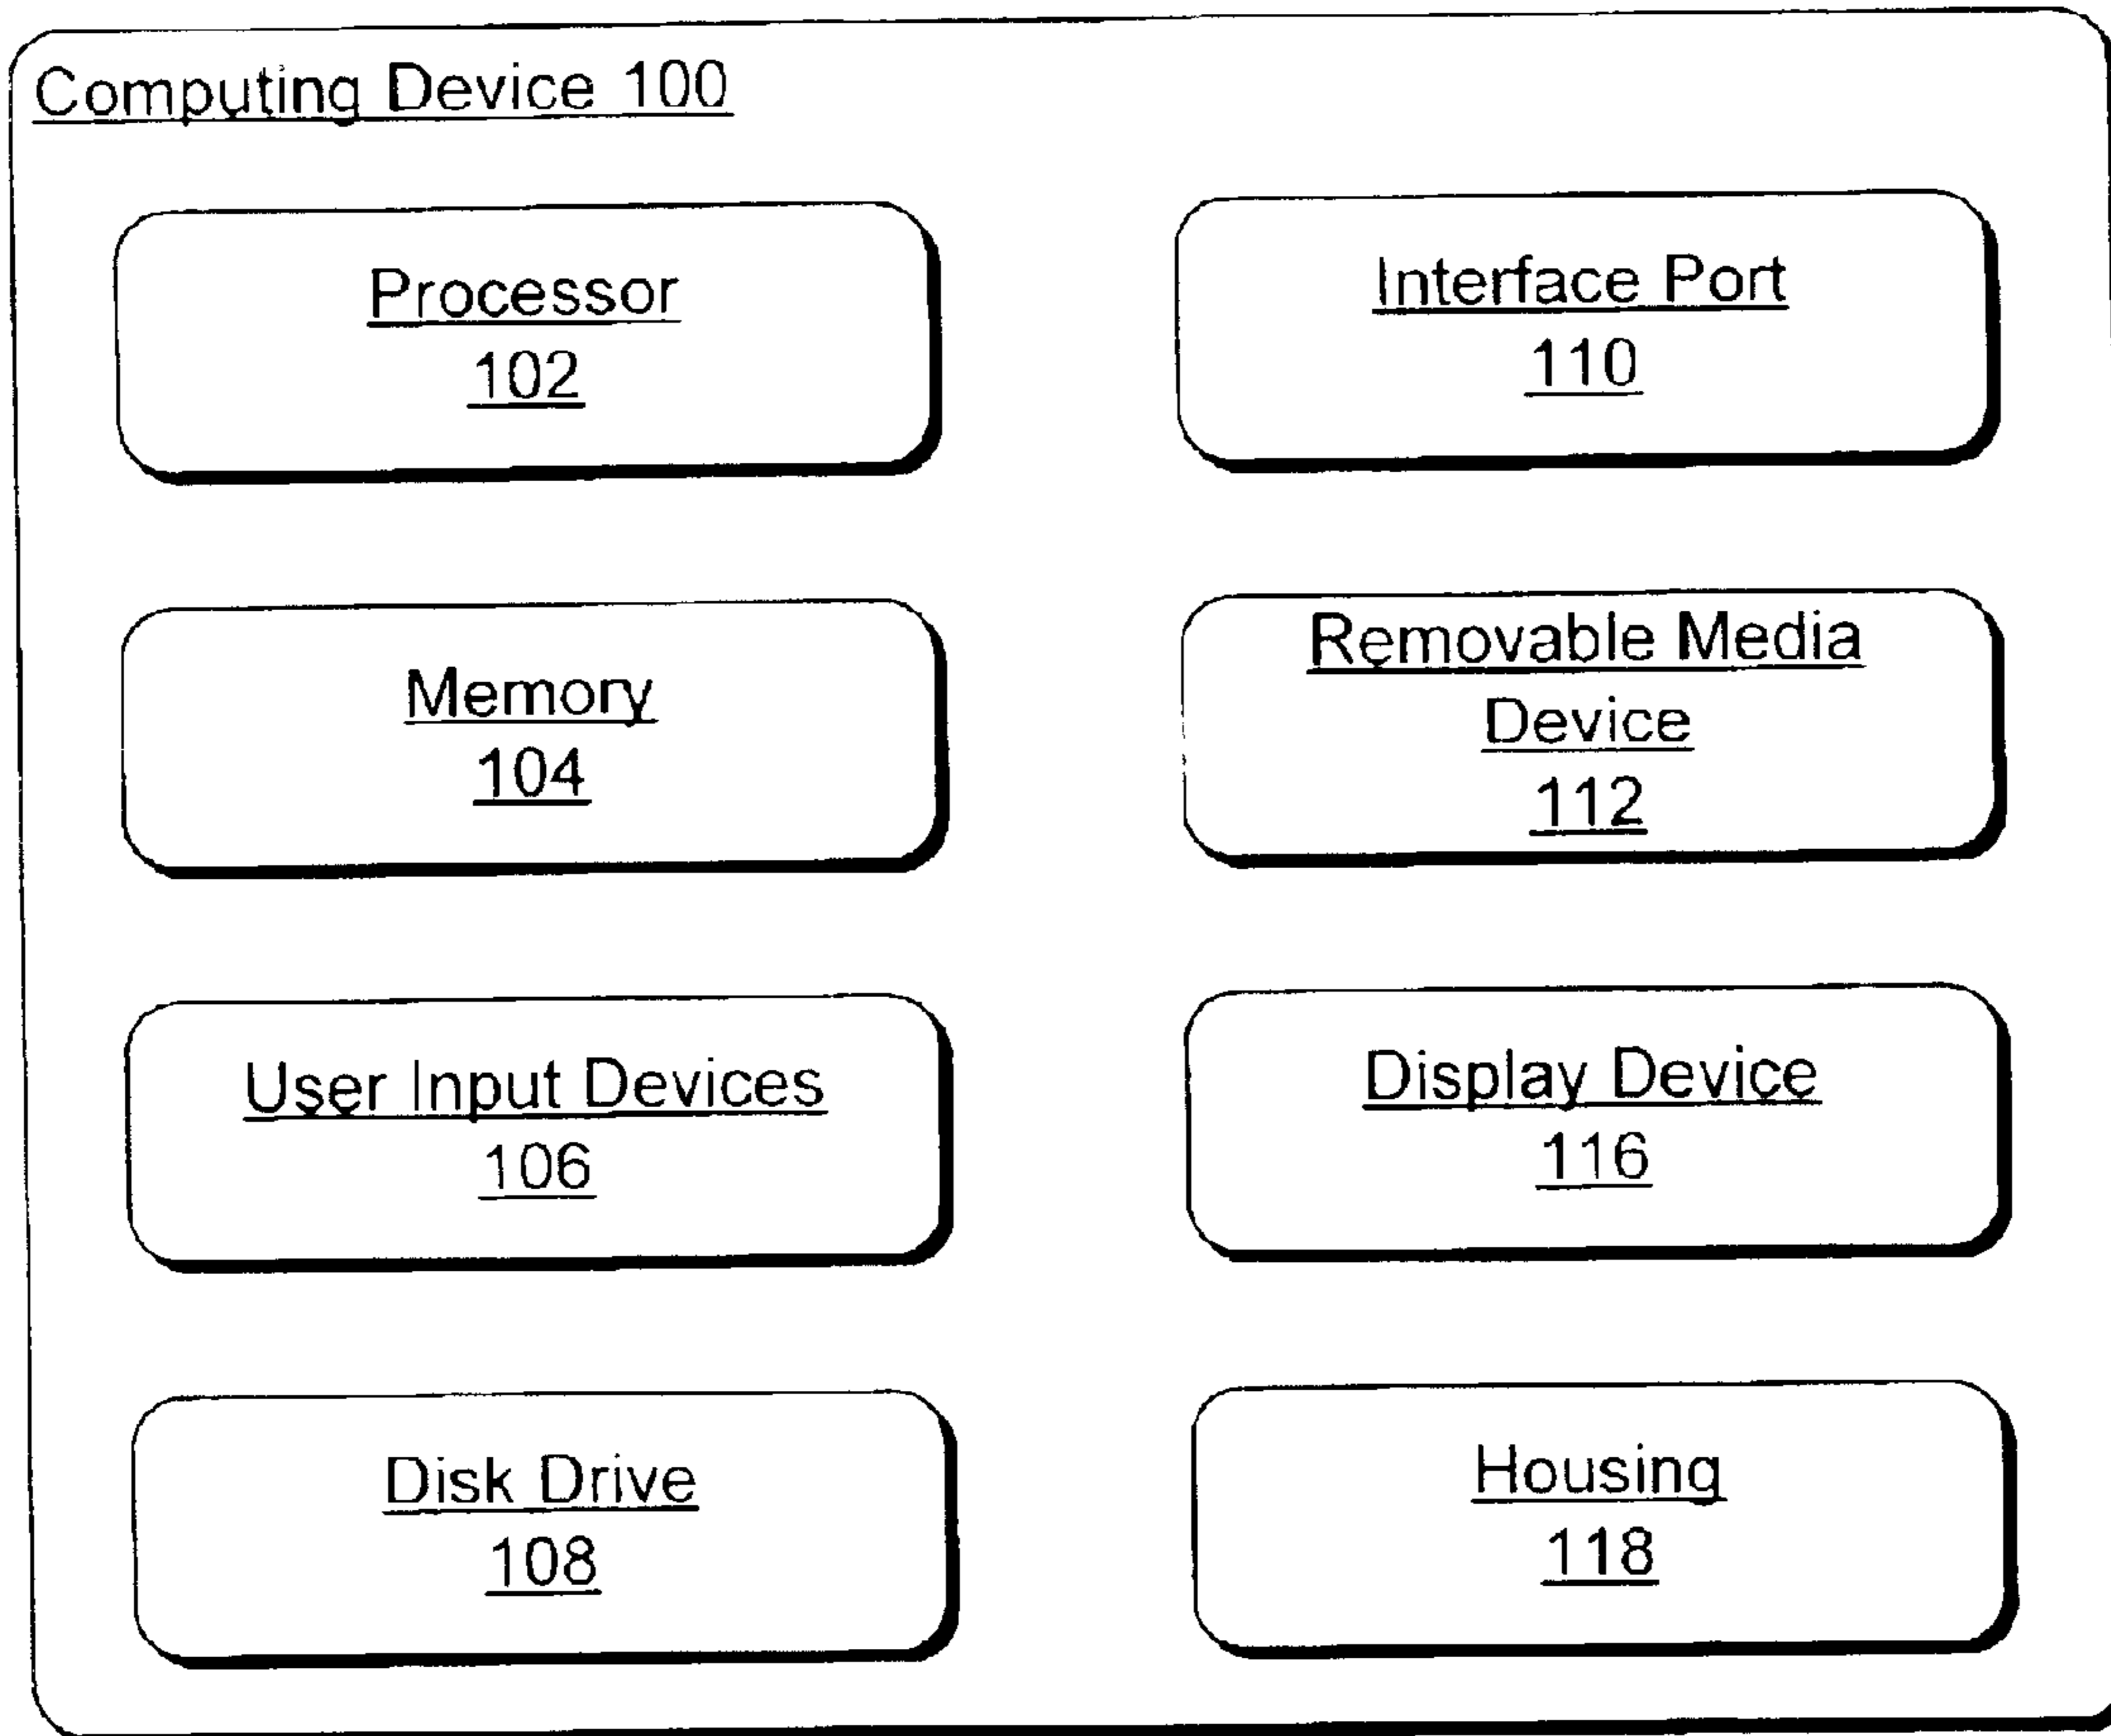 Computing Device 100
Processor
102
Interface Port
110
Memory
104
Removable Media
Device
112
User Input Devices
106
Display Device
116
Disk Drive
108
Housing
118